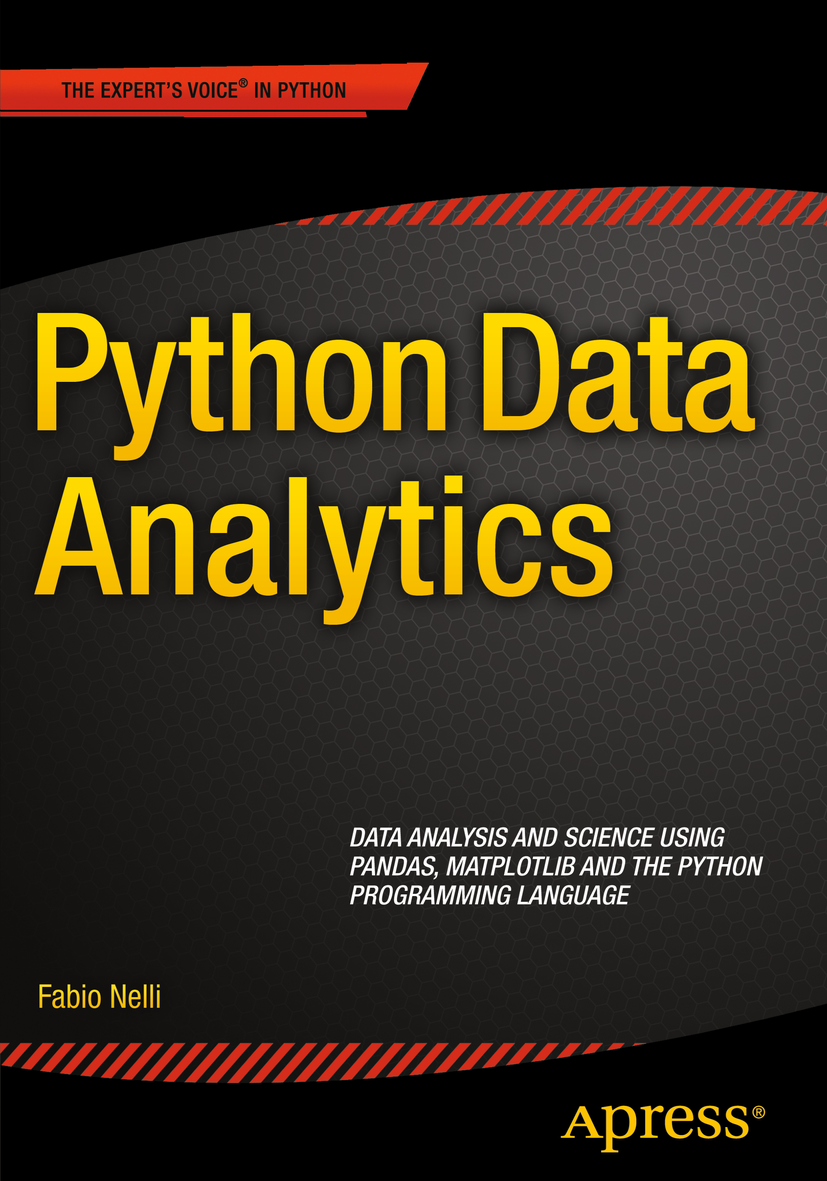 THE EXPERT'S VOICE® IN PYTHON
Python Data
Analytics
DATA ANALYSIS AND SCIENCE USING
PANDAS, MATPLOTLIB AND THE PYTHON
PROGRAMMING LANGUAGE
Fabio Nelli
Apress®